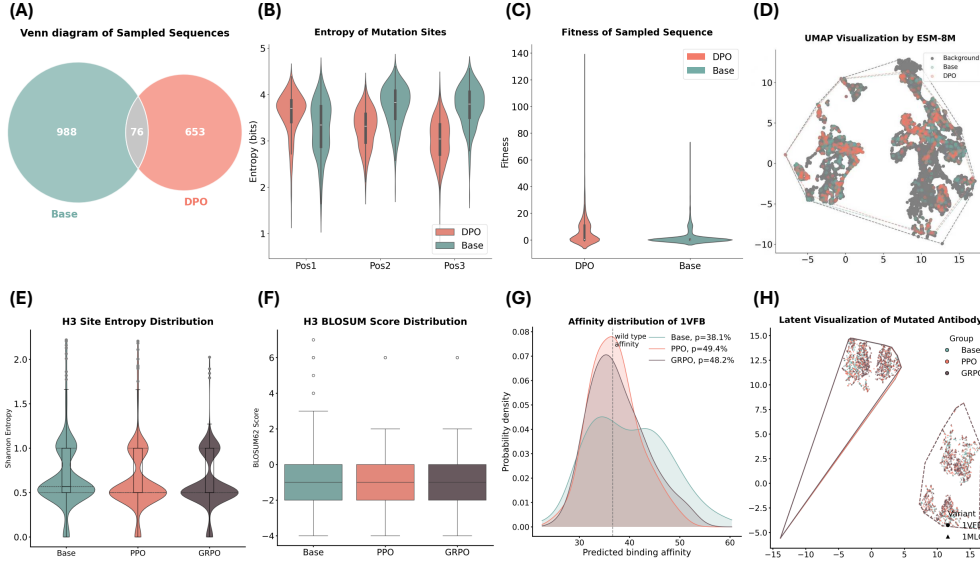 (A)
Venn diagram of Sampled Sequences
988
76
653
Base
DPO
(B)
Entropy of Mutation Sites
Entropy (bits)
5
4
3
2
1
DPO
Base
Pos1 Pos2 Pos3
(C)
Fitness of Sampled Sequence
Fitness
140
120
100
80
60
40
20
0
DPO
Base
DPO Base
(D)
UMAP Visualization by ESM-8M
Background
Base
DPO
10
5
0
−5
−10
−5 0 5 10 15
(E)
H3 Site Entropy Distribution
Shannon Entropy
2.0
1.5
1.0
0.5
0.0
Base PPO GRPO
(F)
H3 BLOSUM Score Distribution
BLOSUM62 Score
6
4
2
0
−2
−4
Base PPO GRPO
(G)
Affinity distribution of 1VFB
Probability density
0.08
0.07
0.06
0.05
0.04
0.03
0.02
0.01
0.00
wild type
affinity
Base, p=38.1%
PPO, p=49.4%
GRPO, p=48.2%
30 40 50 60
Predicted binding affinity
(H)
Latent Visualization of Mutated Antibody
15.0
12.5
10.0
7.5
5.0
2.5
0.0
−2.5
−5.0
Group
Base
PPO
GRPO
Variant
1VFB
1MLC
−15 −10 −5 0 5 10 15